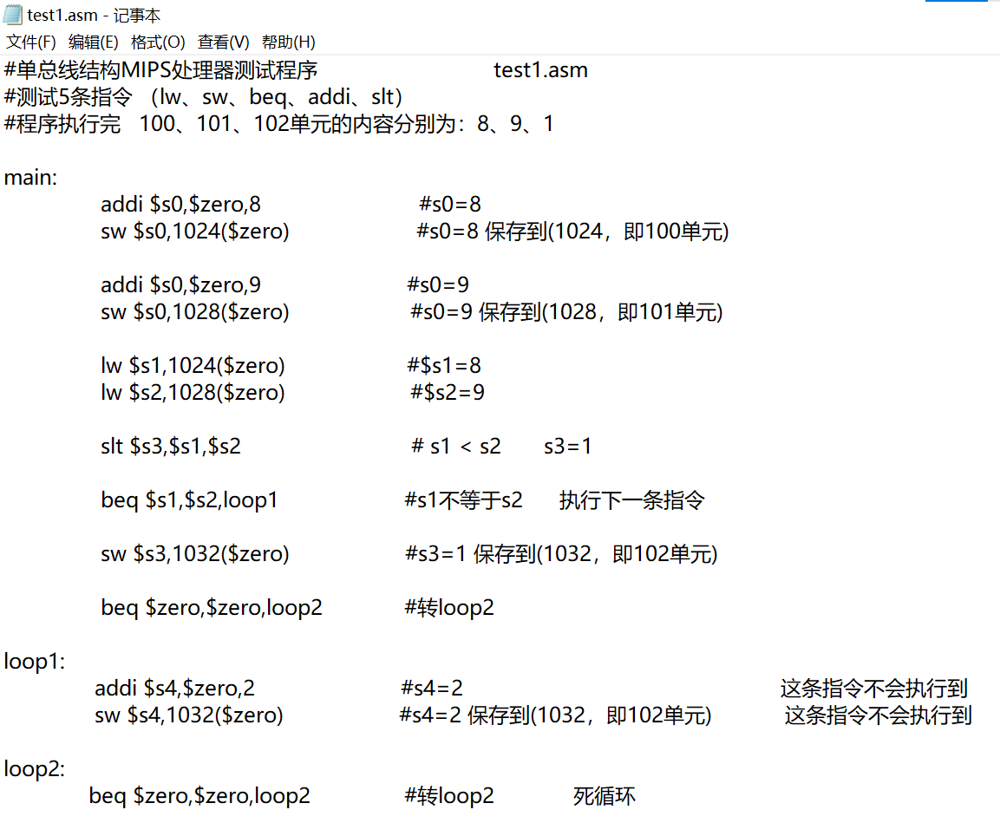 test1.asm - 记事本
文件(F) 编辑(E) 格式(O) 查看(V) 帮助(H)
#单总线结构MIPS处理器测试程序 test1.asm
#测试5条指令 （lw、sw、beq、addi、slt）
#程序执行完 100、101、102单元的内容分别为：8、9、1
main:
addi $s0,$zero,8 #s0=8
sw $s0,1024($zero) #s0=8 保存到(1024，即100单元)
addi $s0,$zero,9 #s0=9
sw $s0,1028($zero) #s0=9 保存到(1028，即101单元)
lw $s1,1024($zero) #$s1=8
lw $s2,1028($zero) #$s2=9
slt $s3,$s1,$s2 # s1 < s2 s3=1
beq $s1,$s2,loop1 #s1不等于s2 执行下一条指令
sw $s3,1032($zero) #s3=1 保存到(1032，即102单元)
beq $zero,$zero,loop2 #转loop2
loop1:
addi $s4,$zero,2 #s4=2 这条指令不会执行到
sw $s4,1032($zero) #s4=2 保存到(1032，即102单元) 这条指令不会执行到
loop2:
beq $zero,$zero,loop2 #转loop2 死循环